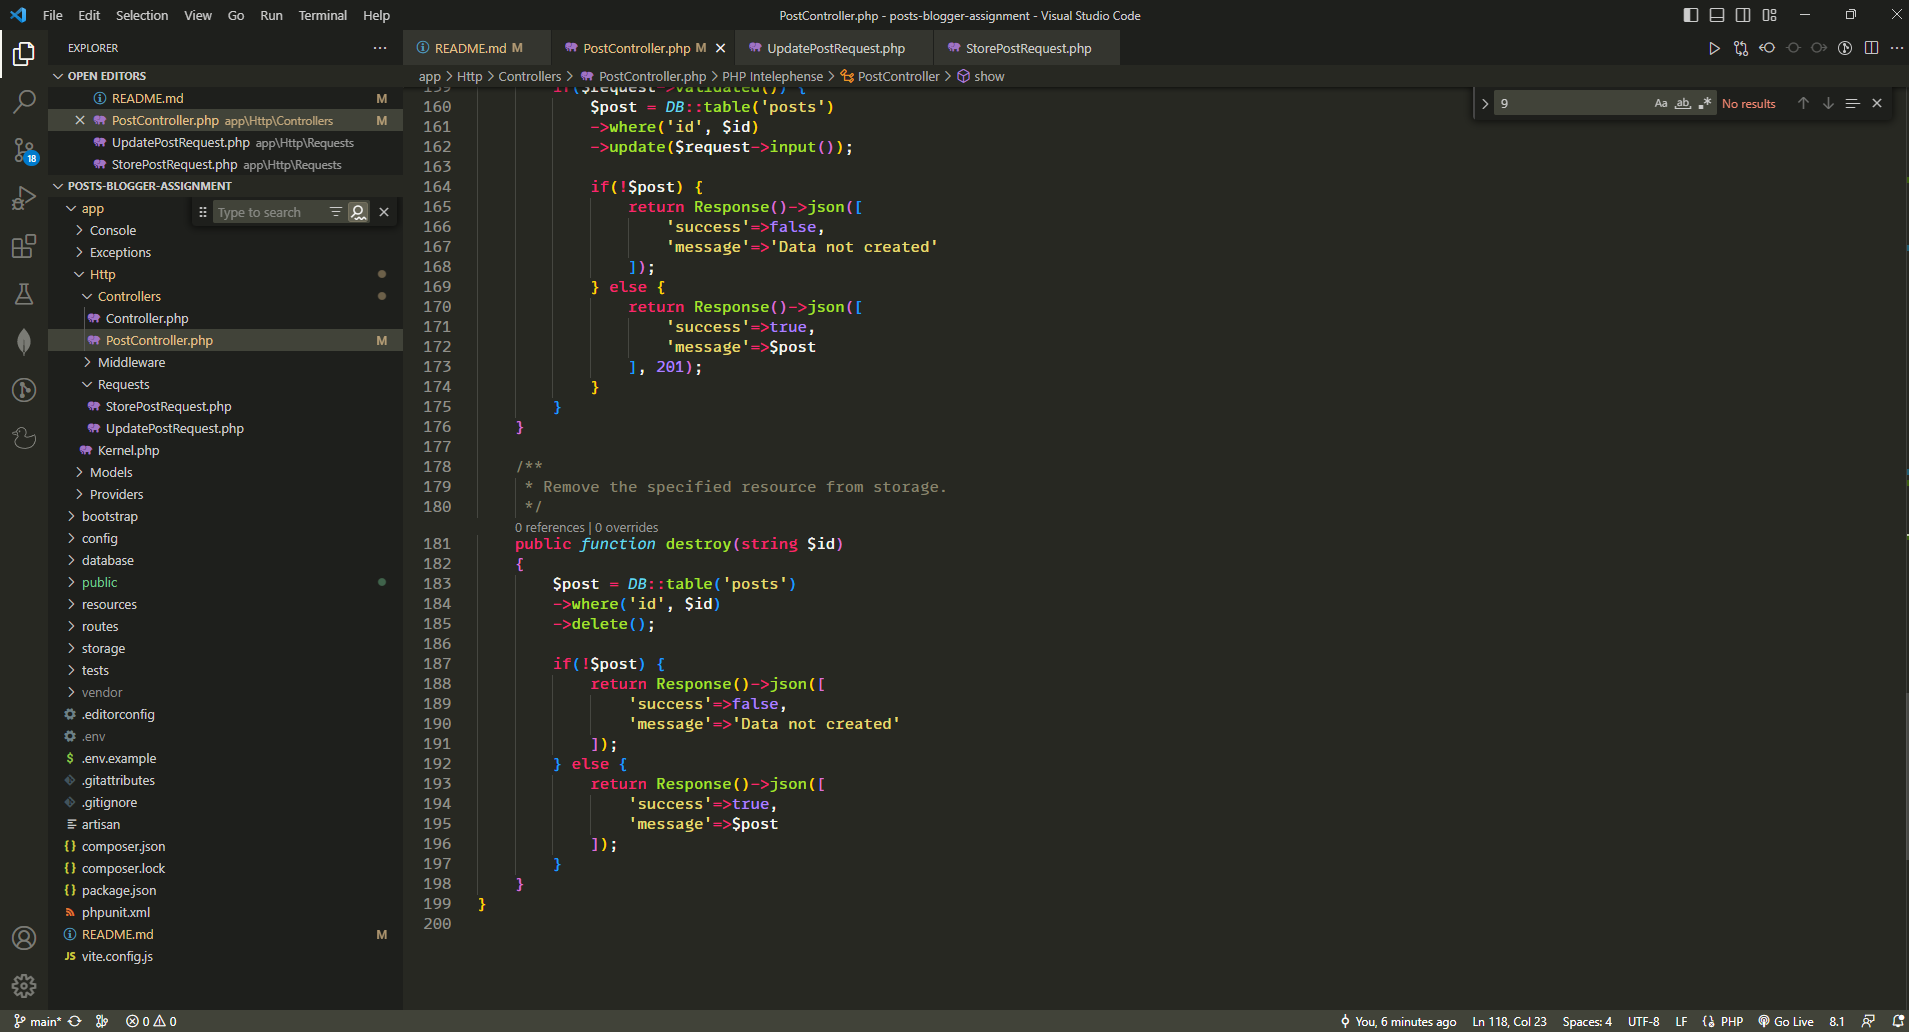 File Edit Selection View Go Run Terminal Help
PostController.php - posts-blogger-assignment - Visual Studio Code
EXPLORER
OPEN EDITORS
README.md M
PostController.php app\Http\Controllers M
UpdatePostRequest.php app\Http\Requests
StorePostRequest.php app\Http\Requests
POSTS-BLOGGER-ASSIGNMENT
Type to search
app
Console
Exceptions
Http
Controllers
Controller.php
PostController.php M
Middleware
Requests
StorePostRequest.php
UpdatePostRequest.php
Kernel.php
Models
Providers
bootstrap
config
database
public
resources
routes
storage
tests
vendor
.editorconfig
.env
.env.example
.gitattributes
.gitignore
artisan
composer.json
composer.lock
package.json
phpunit.xml
README.md M
vite.config.js
18
README.md M PostController.php M UpdatePostRequest.php StorePostRequest.php
app > Http > Controllers > PostController.php > PHP Intelephense > PostController > show
9 Aa ab No results
159 if($request->validated()) {
160 $post = DB::table('posts')
161 ->where('id', $id)
162 ->update($request->input());
163
164 if(!$post) {
165 return Response()->json([
166 'success'=>false,
167 'message'=>'Data not created'
168 ]);
169 } else {
170 return Response()->json([
171 'success'=>true,
172 'message'=>$post
173 ], 201);
174 }
175 }
176 }
177
178 /**
179 * Remove the specified resource from storage.
180 */
0 references | 0 overrides
181 public function destroy(string $id)
182 {
183 $post = DB::table('posts')
184 ->where('id', $id)
185 ->delete();
186
187 if(!$post) {
188 return Response()->json([
189 'success'=>false,
190 'message'=>'Data not created'
191 ]);
192 } else {
193 return Response()->json([
194 'success'=>true,
195 'message'=>$post
196 ]);
197 }
198 }
199 }
200
main* 0 0 You, 6 minutes ago Ln 118, Col 23 Spaces: 4 UTF-8 LF PHP Go Live 8.1